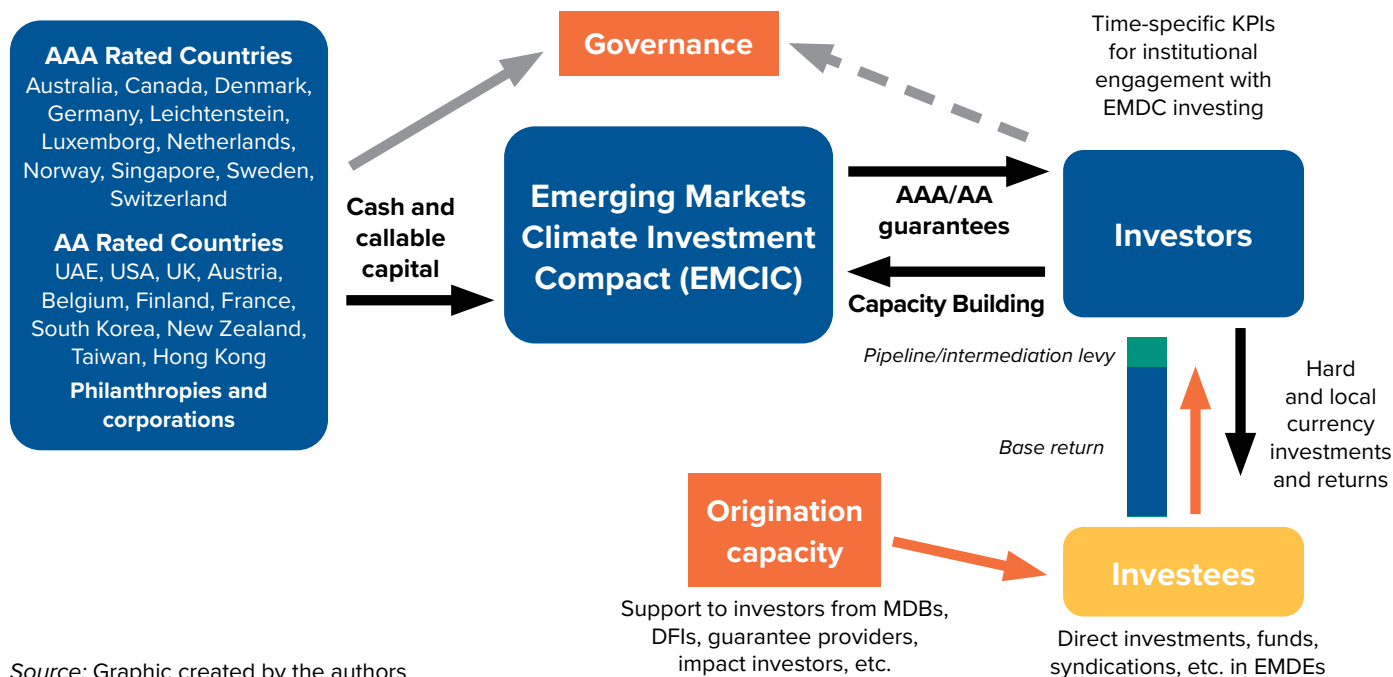 AAA Rated Countries
Australia, Canada, Denmark,
Germany, Leichtenstein,
Luxemborg, Netherlands,
Norway, Singapore, Sweden,
Switzerland
AA Rated Countries
UAE, USA, UK, Austria,
Belgium, Finland, France,
South Korea, New Zealand,
Taiwan, Hong Kong
Philanthropies and
corporations
Governance
Time-specific KPIs
for institutional
engagement with
EMDC investing
Cash and
callable
capital
Emerging Markets
Climate Investment
Compact (EMCIC)
AAA/AA
guarantees
Capacity Building
Investors
Pipeline/intermediation levy
Base return
Hard
and local
currency
investments
and returns
Origination
capacity
Support to investors from MDBs,
DFIs, guarantee providers,
impact investors, etc.
Investees
Direct investments, funds,
syndications, etc. in EMDEs
Source: Graphic created by the authors